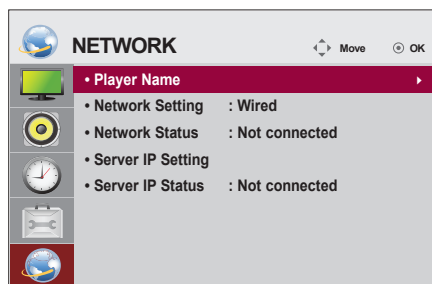 NETWORK Move OK
• Player Name
• Network Setting : Wired
• Network Status : Not connected
• Server IP Setting
• Server IP Status : Not connected